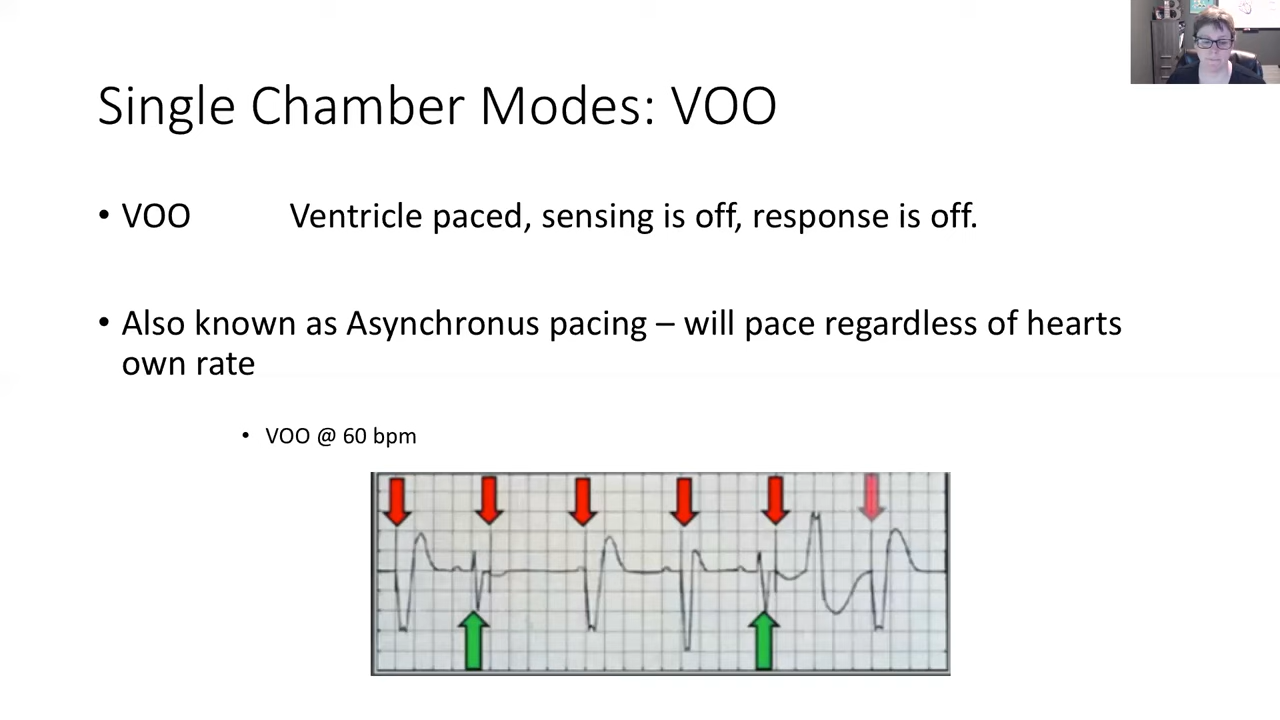 Single Chamber Modes: VOO
• VOO Ventricle paced, sensing is off, response is off.
• Also known as Asynchronus pacing – will pace regardless of hearts
own rate
• VOO @ 60 bpm